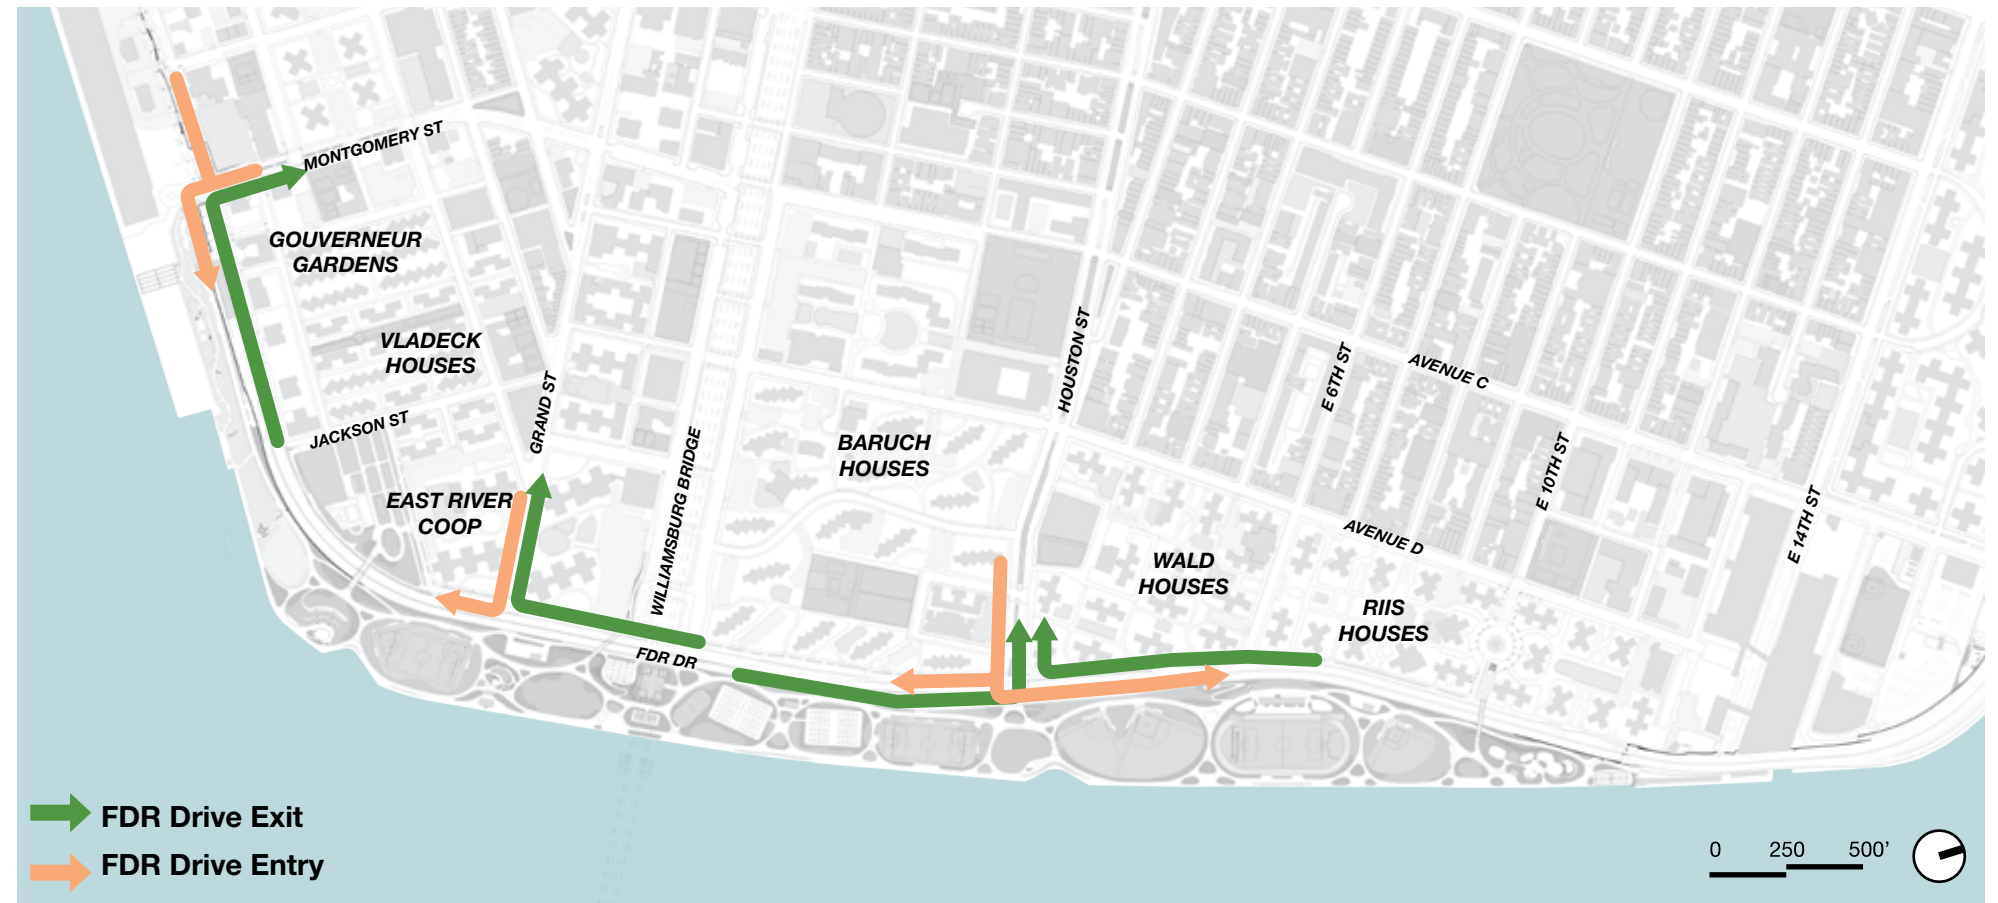 MONTGOMERY ST
GOUVERNEUR
GARDENS
VLADECK
HOUSES
JACKSON ST
GRAND ST
EAST RIVER
COOP
WILLIAMSBURG BRIDGE
FDR DR
BARUCH
HOUSES
HOUSTON ST
WALD
HOUSES
E 6TH ST
AVENUE C
AVENUE D
RIIS
HOUSES
E 10TH ST
E 14TH ST
FDR Drive Exit
FDR Drive Entry
0 250 500'